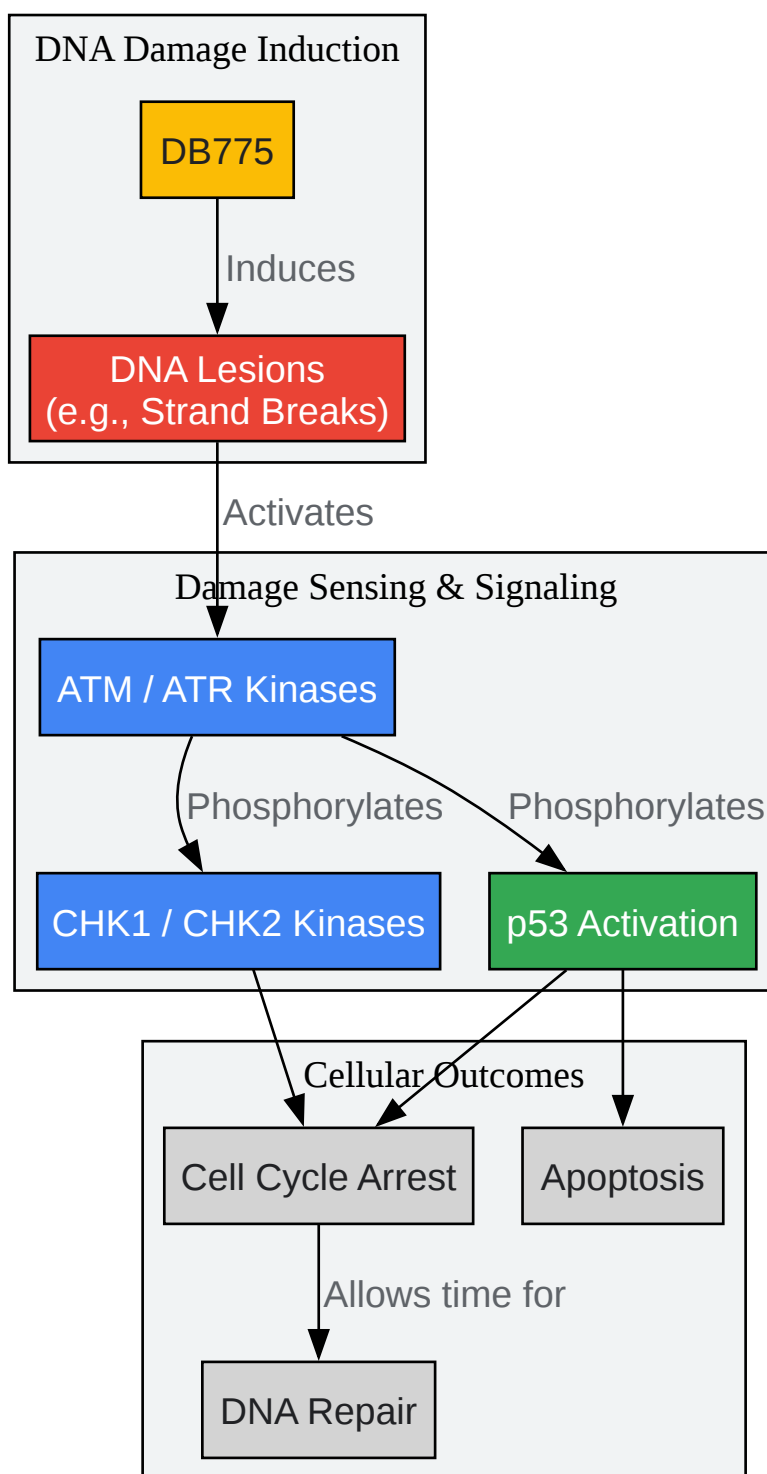 DNA Damage Induction
DB775
Induces
DNA Lesions
(e.g., Strand Breaks)
Activates
Damage Sensing & Signaling
ATM / ATR Kinases
Phosphorylates
Phosphorylates
CHK1 / CHK2 Kinases
p53 Activation
Cellular Outcomes
Cell Cycle Arrest
Apoptosis
Allows time for
DNA Repair